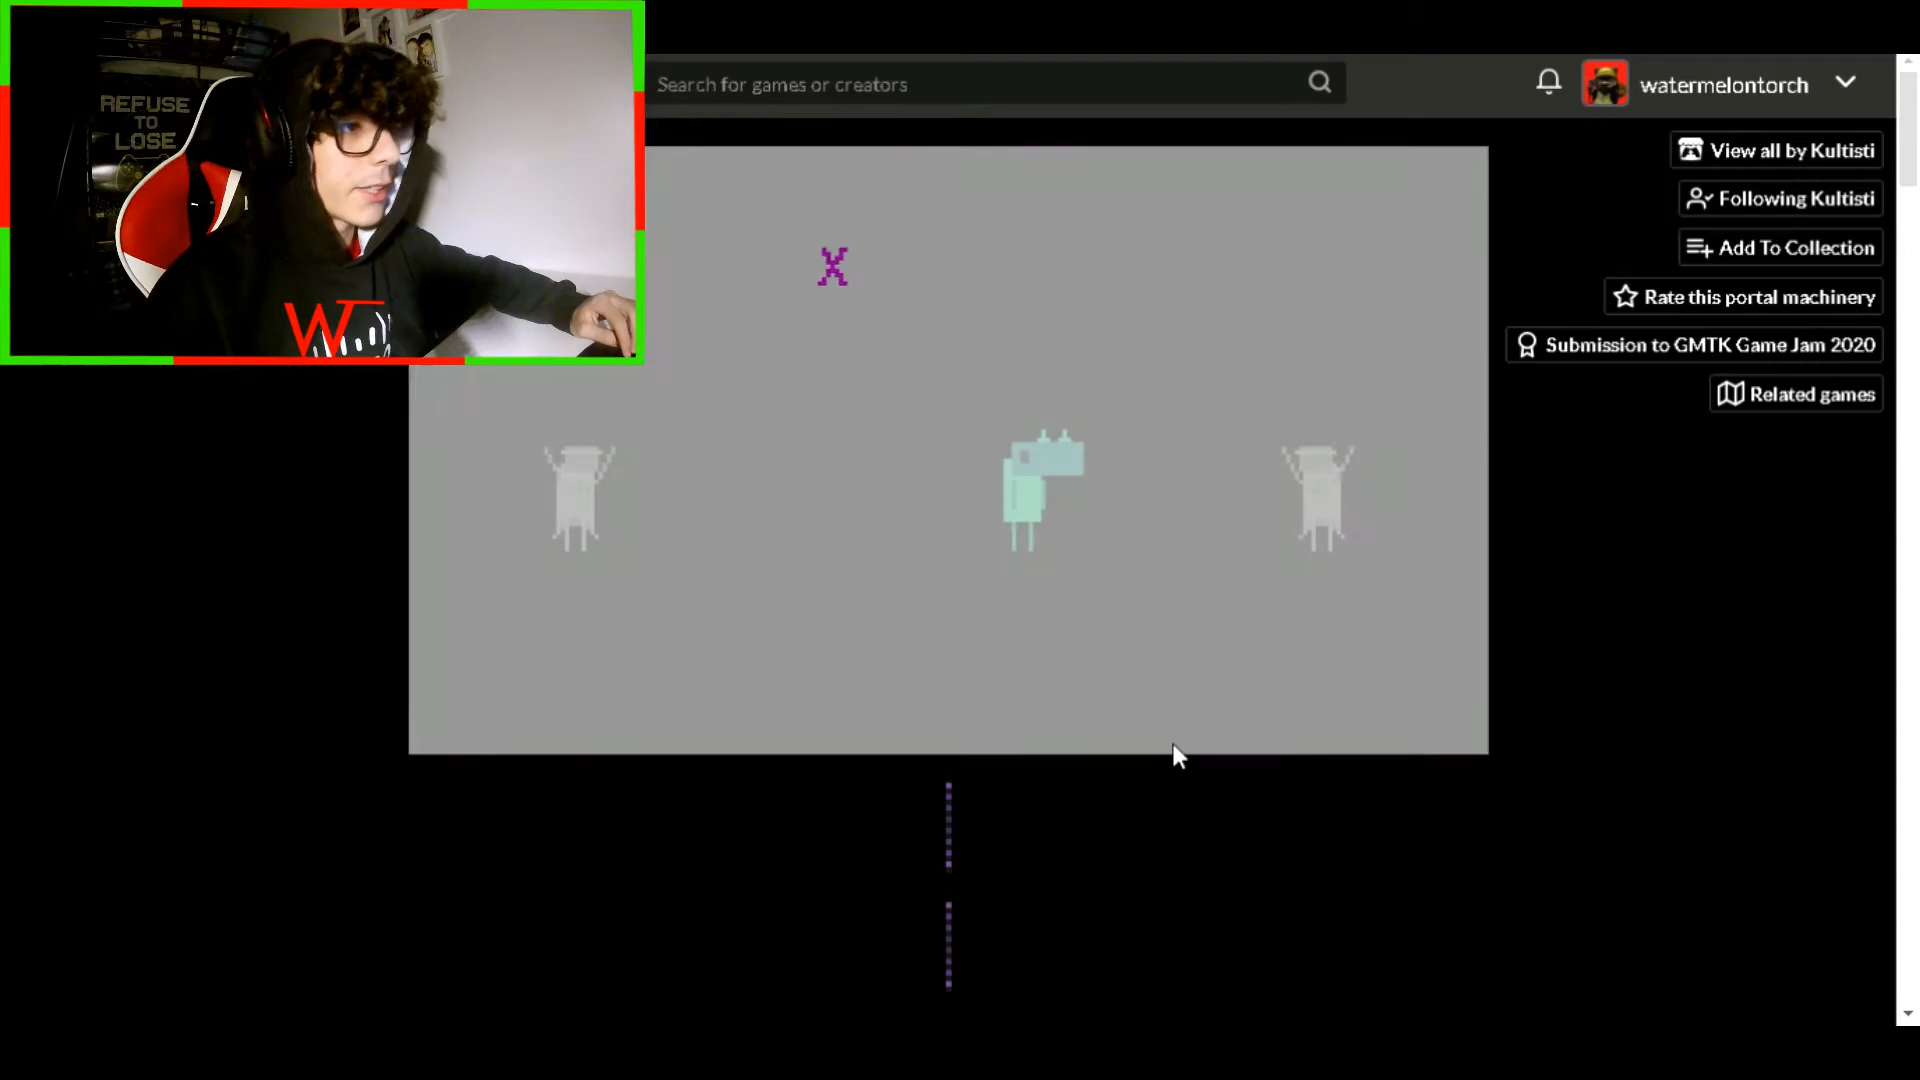 REFUSE
TO
LOSE
W
Search for games or creators
watermelontorch
View all by Kultisti
Following Kultisti
Add To Collection
Rate this portal machinery
Submission to GMTK Game Jam 2020
Related games
X